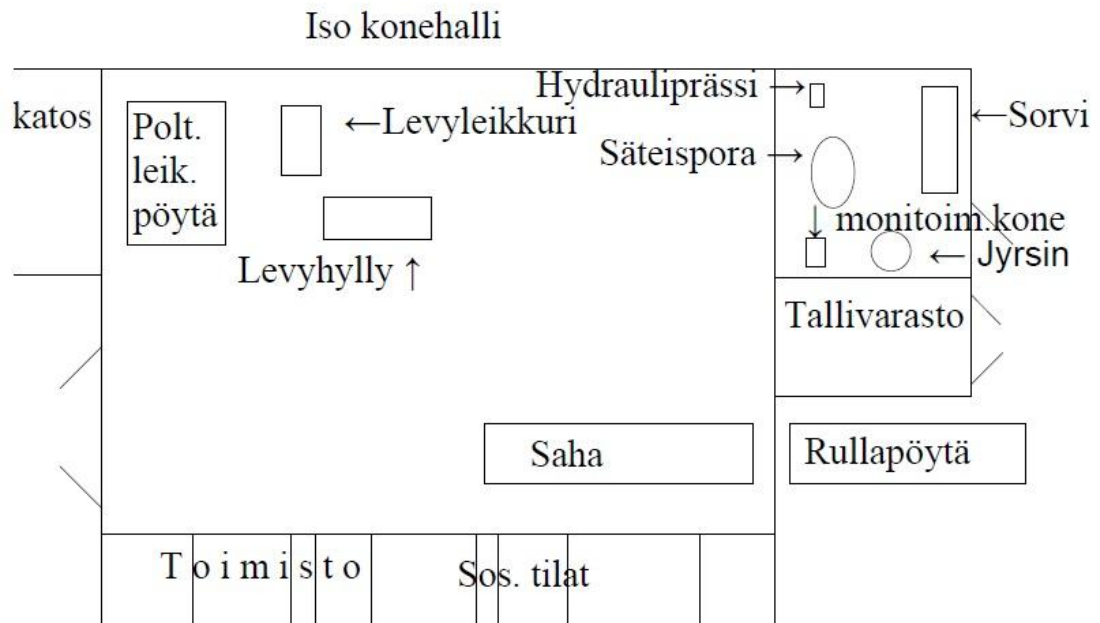 Iso konehalli
katos
Polt.
leik.
pöytä
←Levyleikkuri
Levyhylly ↑
Hydrauliprässi →
←Sorvi
Säteispora →
↓ monitoim.kone
← Jyrsin
Tallivarasto
Saha
Rullapöytä
Toimisto
Sos. tilat